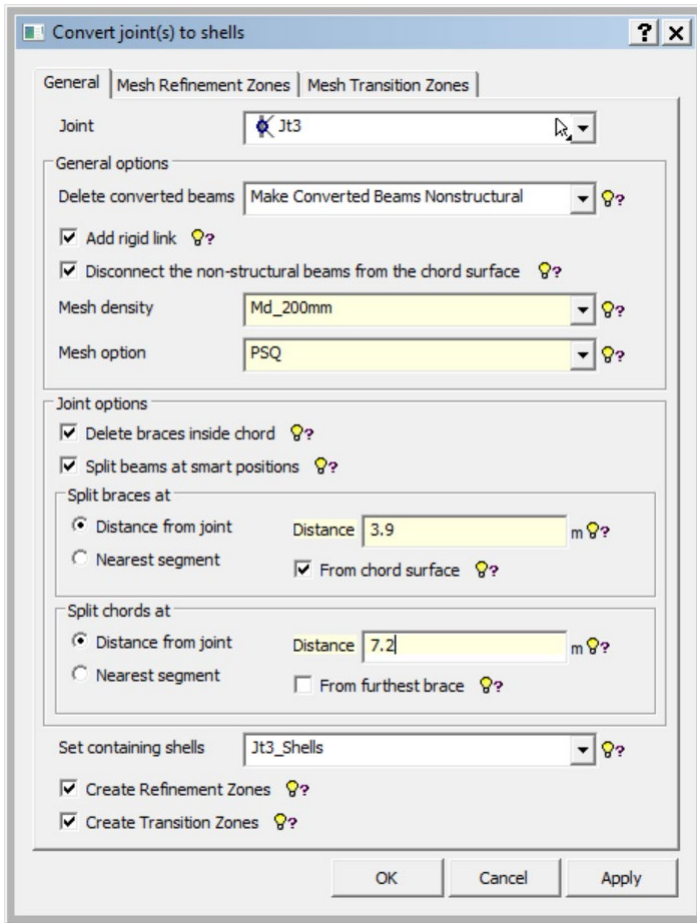 Convert joint(s) to shells
General Mesh Refinement Zones Mesh Transition Zones
Joint Jt3
General options
Delete converted beams Make Converted Beams Nonstructural ?
Add rigid link ?
Disconnect the non-structural beams from the chord surface ?
Mesh density Md_200mm ?
Mesh option PSQ ?
Joint options
Delete braces inside chord ?
Split beams at smart positions ?
Split braces at
Distance from joint Distance 3.9 m ?
Nearest segment From chord surface ?
Split chords at
Distance from joint Distance 7.2 m ?
Nearest segment From furthest brace ?
Set containing shells Jt3_Shells ?
Create Refinement Zones ?
Create Transition Zones ?
OK Cancel Apply